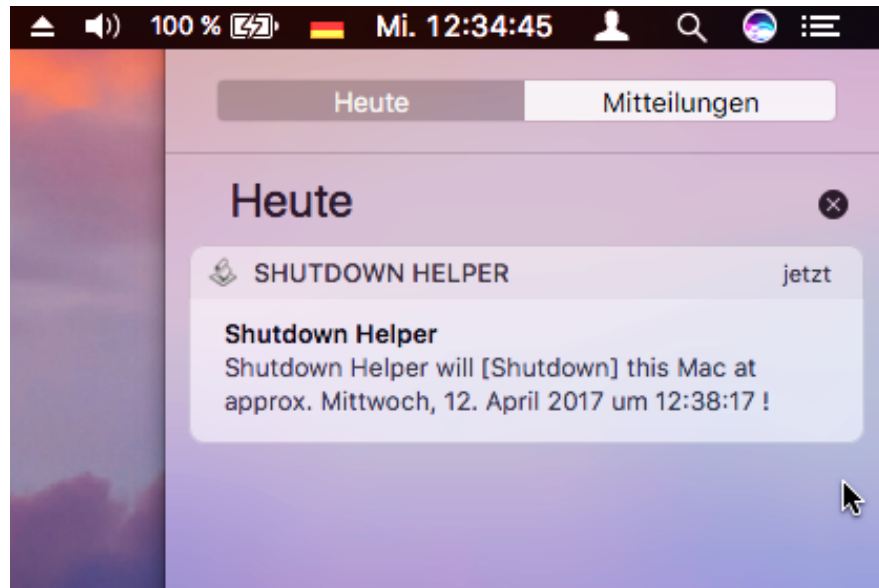 100 % Mi. 12:34:45
Heute Mitteilungen
Heute
SHUTDOWN HELPER jetzt
Shutdown Helper
Shutdown Helper will [Shutdown] this Mac at
approx. Mittwoch, 12. April 2017 um 12:38:17 !